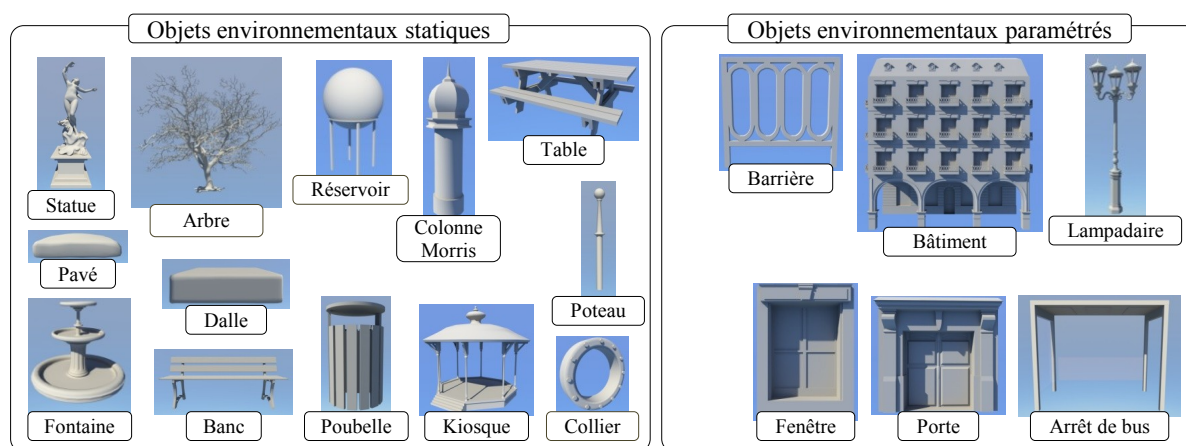 Objets environnementaux statiques
Statue
Arbre
Réservoir
Colonne
Morris
Table
Pavé
Dalle
Poteau
Fontaine
Banc
Poubelle
Kiosque
Collier
Objets environnementaux paramétrés
Barrière
Bâtiment
Lampadaire
Fenêtre
Porte
Arrêt de bus